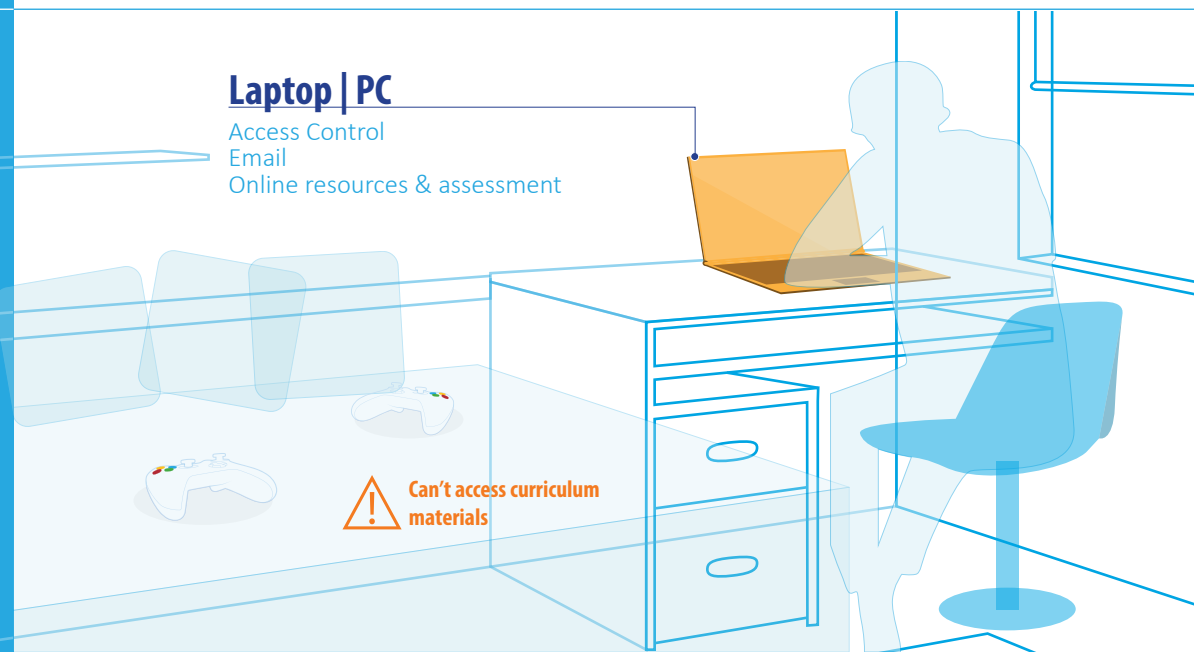 Laptop | PC
Access Control
Email
Online resources & assessment
Can't access curriculum
materials